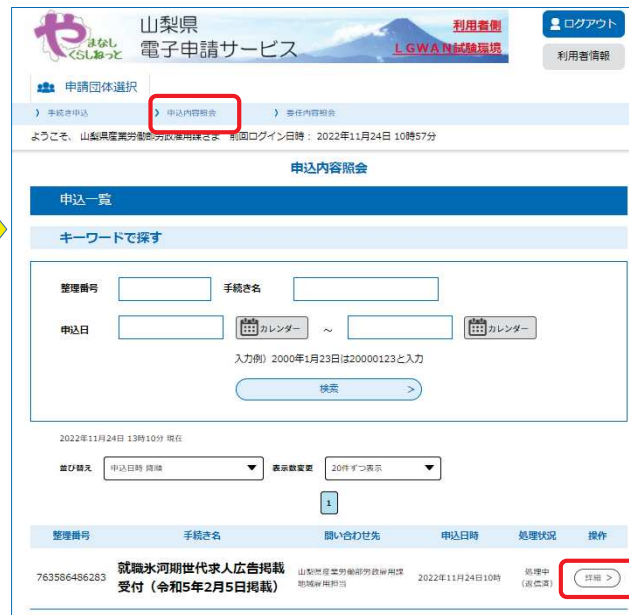 やまなしくらしねっと
山梨県
電子申請サービス
利用者側
LGWAN試験環境
ログアウト
利用者情報
申請団体選択
手続き申込
申込内容照会
委任内容照会
ようこそ、 山梨県産業労働部労政雇用課さま 前回ログイン日時： 2022年11月24日 10時57分
申込内容照会
申込一覧
キーワードで探す
整理番号
手続き名
申込日
カレンダー
～
カレンダー
入力例）2000年1月23日は20000123と入力
検索 >
2022年11月24日 13時10分 現在
並び替え 申込日時 降順 ▼ 表示数変更 20件ずつ表示 ▼
1
整理番号 手続き名 問い合わせ先 申込日時 処理状況 操作
763586486283
就職氷河期世代求人広告掲載
受付（令和5年2月5日掲載）
山梨県産業労働部労政雇用課
地域雇用担当
2022年11月24日10時
処理中
（返信済）
詳細 >